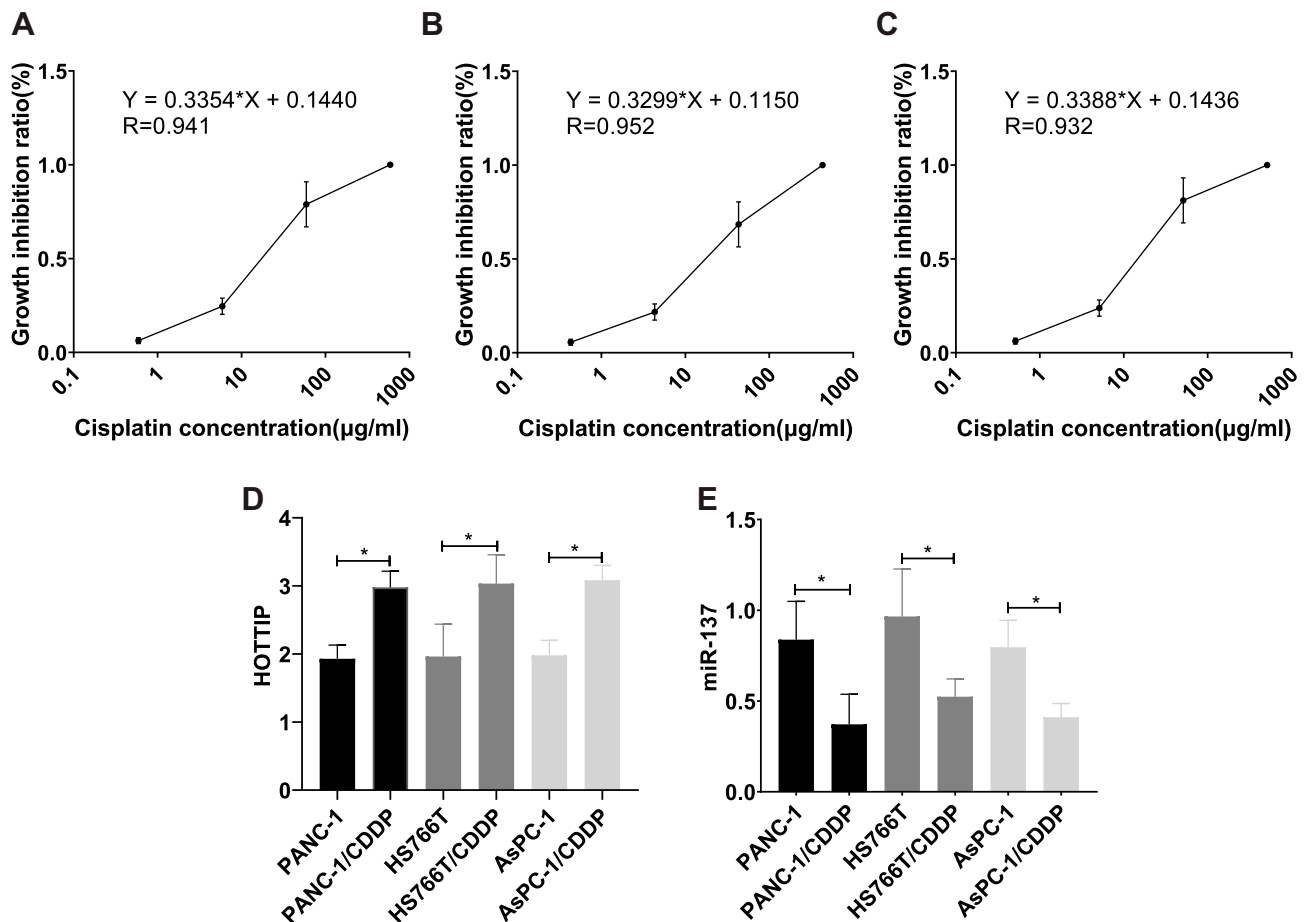 A
B
C
Growth inhibition ratio(%)
1.5
1.0
0.5
0.0
Y = 0.3354*X + 0.1440
R=0.941
0.1
1
10
100
1000
Cisplatin concentration(µg/ml)
Growth inhibition ratio(%)
1.5
1.0
0.5
0.0
Y = 0.3299*X + 0.1150
R=0.952
0.1
1
10
100
1000
Cisplatin concentration(µg/ml)
Growth inhibition ratio(%)
1.5
1.0
0.5
0.0
Y = 0.3388*X + 0.1436
R=0.932
0.1
1
10
100
1000
Cisplatin concentration(µg/ml)
D
HOTTIP
4
3
2
1
0
*
*
*
PANC-1
PANC-1/CDDP
HS766T
HS766T/CDDP
AsPC-1
AsPC-1/CDDP
E
miR-137
1.5
1.0
0.5
0.0
*
*
*
PANC-1
PANC-1/CDDP
HS766T
HS766T/CDDP
AsPC-1
AsPC-1/CDDP